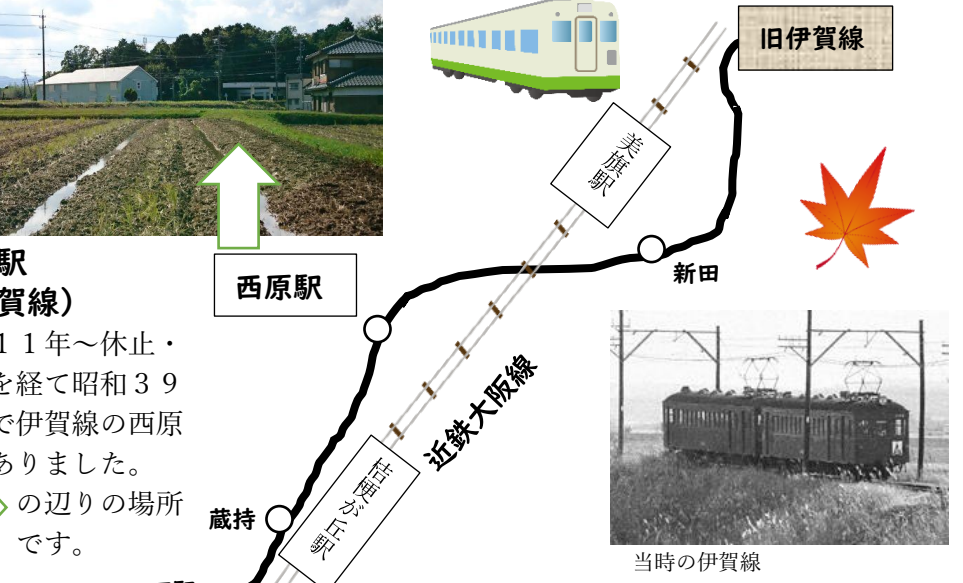 旧伊賀線
美旗駅
新田
西原駅
駅
賀線）
１１年～休止・
を経て昭和３９
で伊賀線の西原
ありました。
の辺りの場所
です。
近鉄大阪線
桔梗が丘駅
蔵持
当時の伊賀線